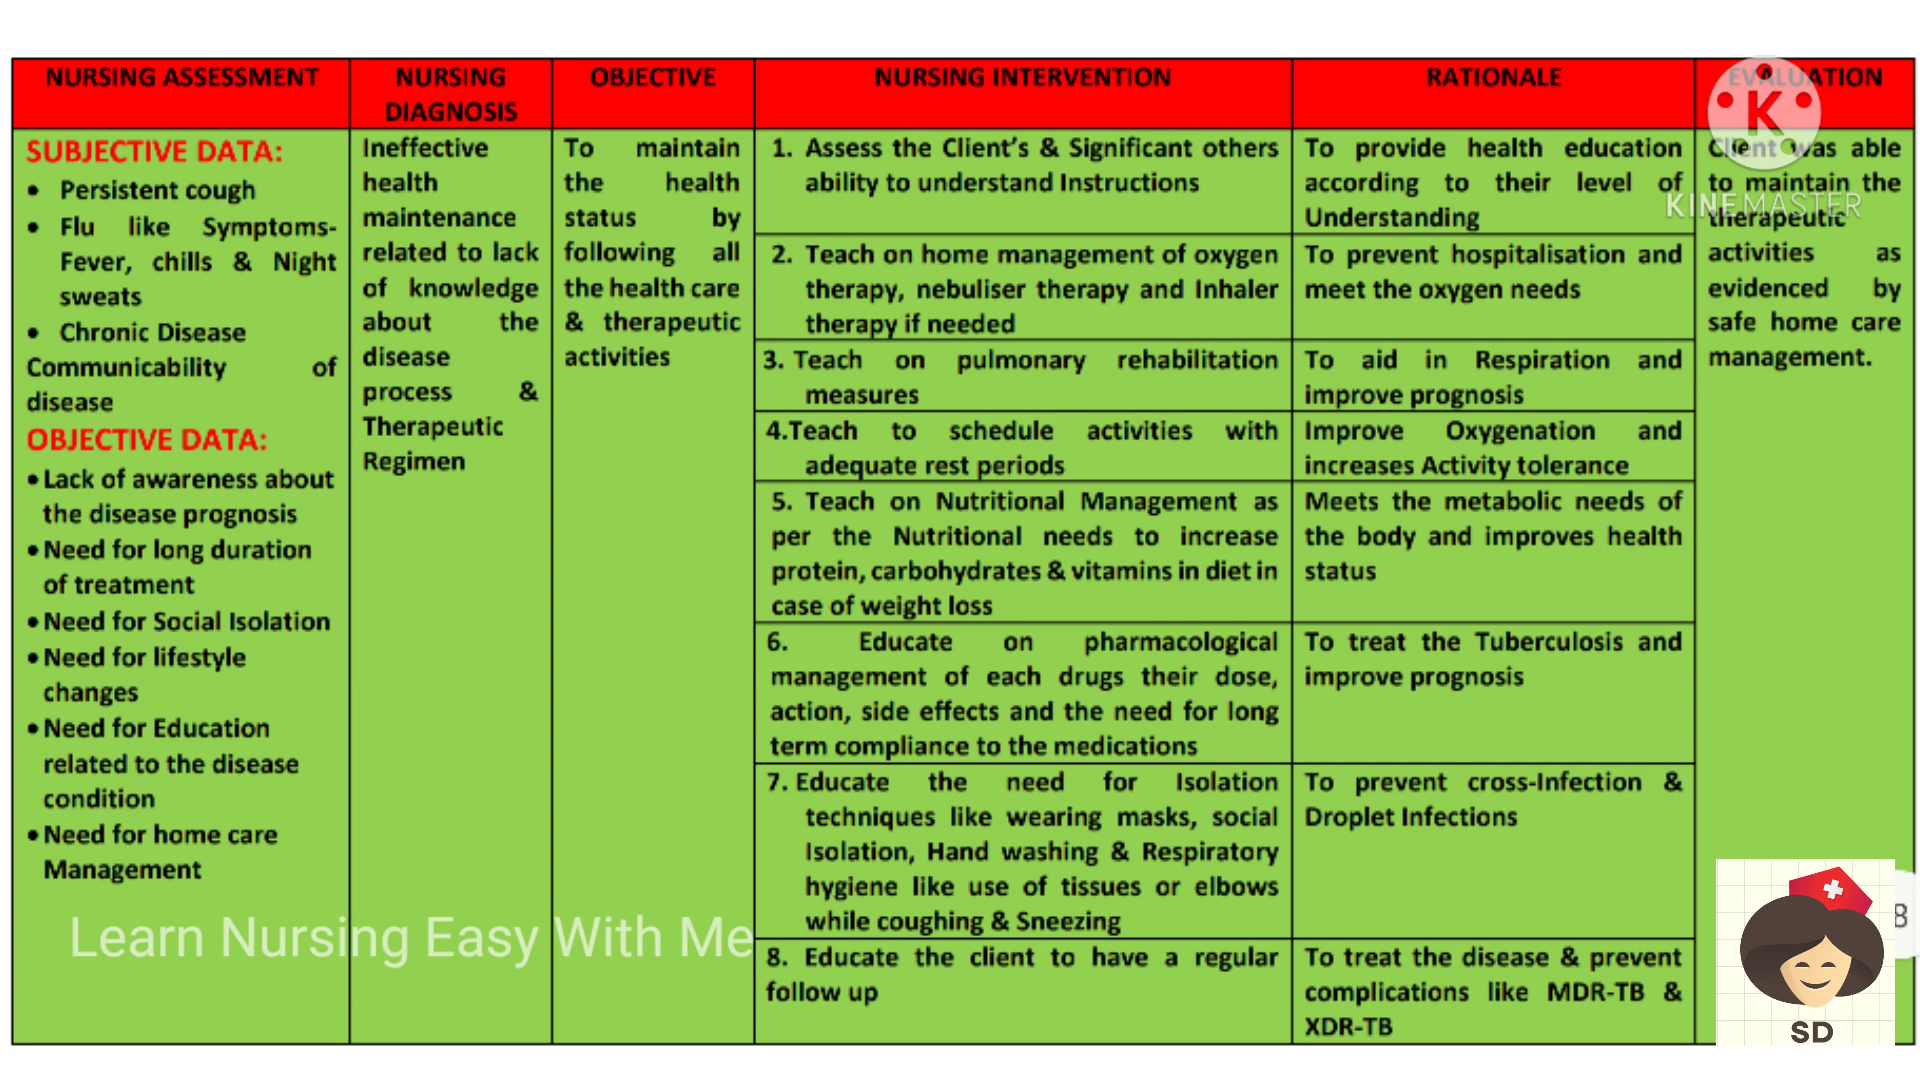 NURSING ASSESSMENT
NURSING
DIAGNOSIS
OBJECTIVE
NURSING INTERVENTION
RATIONALE
EVALUATION
SUBJECTIVE DATA:
• Persistent cough
• Flu like Symptoms-
Fever, chills & Night
sweats
• Chronic Disease
Communicability of
disease
OBJECTIVE DATA:
• Lack of awareness about
the disease prognosis
• Need for long duration
of treatment
• Need for Social Isolation
• Need for lifestyle
changes
• Need for Education
related to the disease
condition
• Need for home care
Management
Ineffective
health
maintenance
related to lack
of knowledge
about the
disease
process &
Therapeutic
Regimen
To maintain
the health
status by
following all
the health care
& therapeutic
activities
1. Assess the Client's & Significant others
ability to understand Instructions
To provide health education
according to their level of
Understanding
2. Teach on home management of oxygen
therapy, nebuliser therapy and Inhaler
therapy if needed
To prevent hospitalisation and
meet the oxygen needs
3. Teach on pulmonary rehabilitation
measures
To aid in Respiration and
improve prognosis
4.Teach to schedule activities with
adequate rest periods
Improve Oxygenation and
increases Activity tolerance
5. Teach on Nutritional Management as
per the Nutritional needs to increase
protein, carbohydrates & vitamins in diet in
case of weight loss
Meets the metabolic needs of
the body and improves health
status
6. Educate on pharmacological
management of each drugs their dose,
action, side effects and the need for long
term compliance to the medications
To treat the Tuberculosis and
improve prognosis
7. Educate the need for Isolation
techniques like wearing masks, social
Isolation, Hand washing & Respiratory
hygiene like use of tissues or elbows
while coughing & Sneezing
To prevent cross-Infection &
Droplet Infections
8. Educate the client to have a regular
follow up
To treat the disease & prevent
complications like MDR-TB &
XDR-TB
Client was able
to maintain the
therapeutic
activities as
evidenced by
safe home care
management.
K
KINEMASTER
Learn Nursing Easy With Me
8
SD